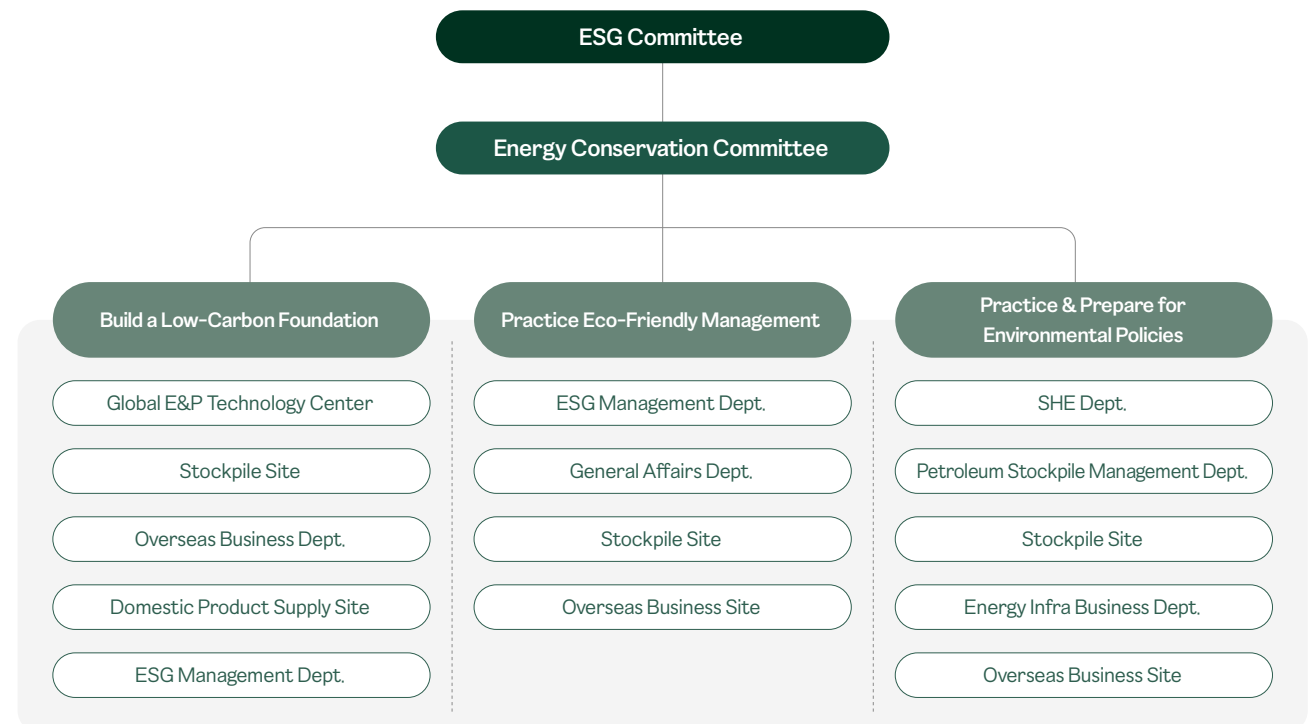 ESG Committee
Energy Conservation Committee
Build a Low-Carbon Foundation
Global E&P Technology Center
Stockpile Site
Overseas Business Dept.
Domestic Product Supply Site
ESG Management Dept.
Practice Eco-Friendly Management
ESG Management Dept.
General Affairs Dept.
Stockpile Site
Overseas Business Site
Practice & Prepare for
Environmental Policies
SHE Dept.
Petroleum Stockpile Management Dept.
Stockpile Site
Energy Infra Business Dept.
Overseas Business Site